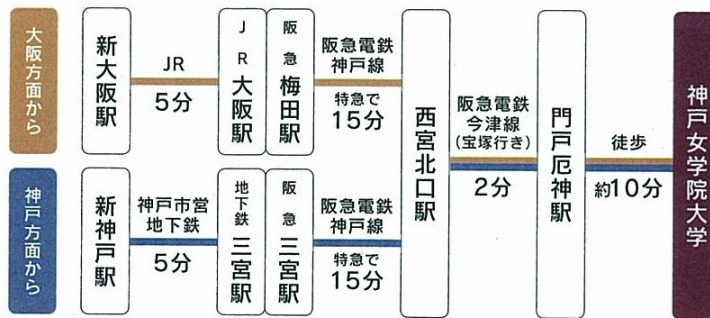 大阪方面から
新大阪駅
JR
5分
JR大阪駅
阪急梅田駅
阪急電鉄
神戸線
特急で
15分
神戸方面から
新神戸駅
神戸市営
地下鉄
5分
地下鉄三宮駅
阪急三宮駅
阪急電鉄
神戸線
特急で
15分
西宮北口駅
阪急電鉄
今津線
(宝塚行き)
2分
門戸厄神駅
徒歩
約10分
神戸女学院大学